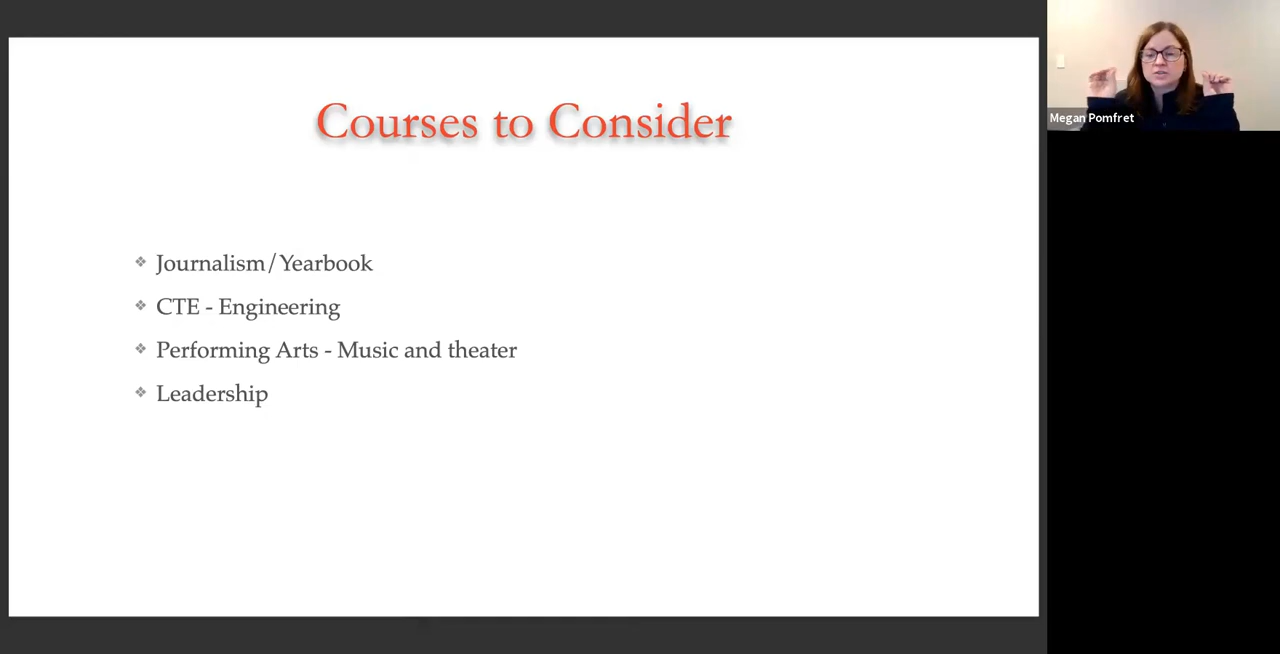 Courses to Consider
Journalism/Yearbook
CTE - Engineering
Performing Arts - Music and theater
Leadership
Megan Pomfret